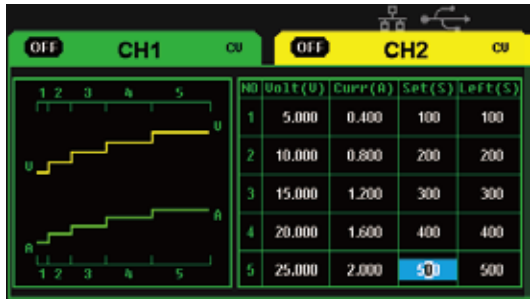 OFF CH1 CV OFF CH2 CV
1 2 3 4 5
V
V
A
A
1 2 3 4 5
NO Volt(V) Curr(A) Set(S) Left(S)
1 5.000 0.400 100 100
2 10.000 0.800 200 200
3 15.000 1.200 300 300
4 20.000 1.600 400 400
5 25.000 2.000 500 500